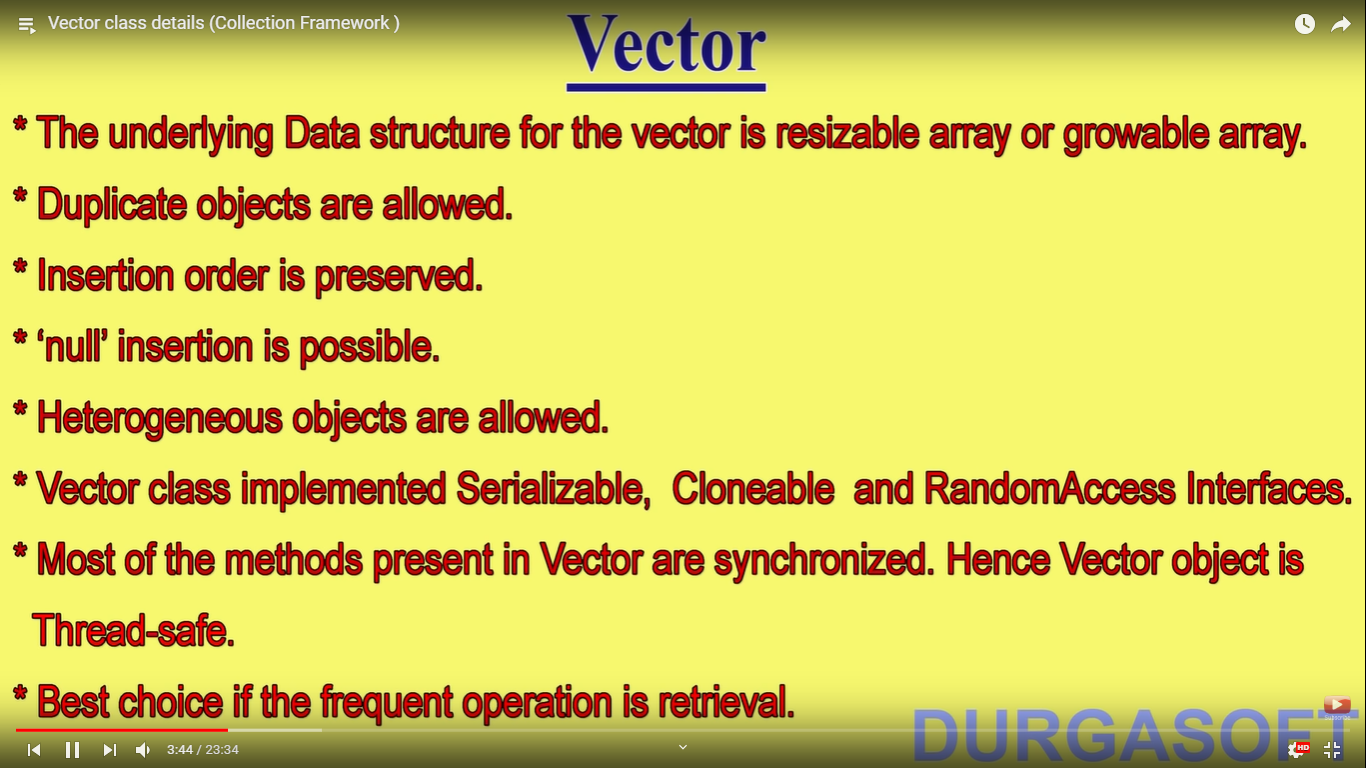 Vector class details (Collection Framework )
Vector
* The underlying Data structure for the vector is resizable array or growable array.
* Duplicate objects are allowed.
* Insertion order is preserved.
* ‘null’ insertion is possible.
* Heterogeneous objects are allowed.
* Vector class implemented Serializable, Cloneable and RandomAccess Interfaces.
* Most of the methods present in Vector are synchronized. Hence Vector object is
Thread-safe.
* Best choice if the frequent operation is retrieval.
Subscribe
DURGASOFT
3:44 / 23:34
HD